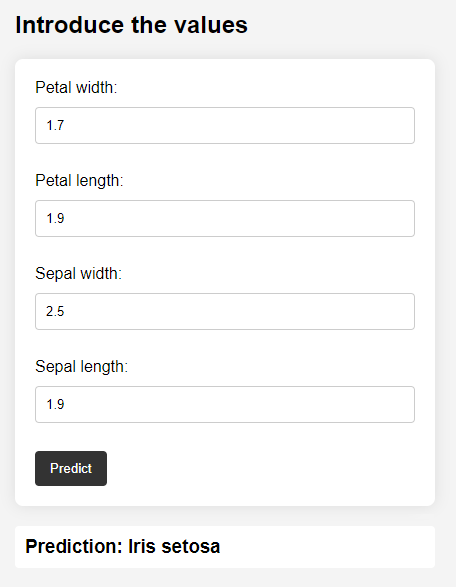 Introduce the values
Petal width:
1.7
Petal length:
1.9
Sepal width:
2.5
Sepal length:
1.9
Predict
Prediction: Iris setosa